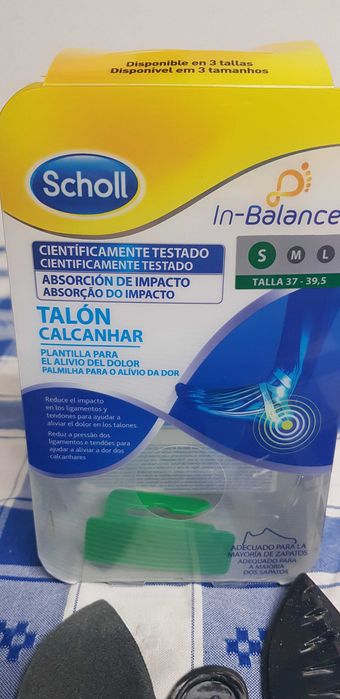 Disponible en 3 tallas
Disponivel em 3 tamanhos
Scholl
In-Balance
CIENTÍFICAMENTE TESTADO
CIENTIFICAMENTE TESTADO
ABSORCIÓN DE IMPACTO
ABSORÇÃO DO IMPACTO
S M L
TALLA 37 - 39,5
TALÓN
CALCANHAR
PLANTILLA PARA
EL ALIVIO DEL DOLOR
PALMILHA PARA O ALÍVIO DA DOR
Reduce el impacto
en los ligamentos y
tendones para ayudar a
aliviar el dolor en los talones.
Reduz a pressão dos
ligamentos e tendões para
ajudar a aliviar a dor dos
calcanhares
ADECUADO PARA LA
MAYORÍA DE ZAPATOS
ADEQUADO PARA
A MAIORIA
DOS SAPATOS